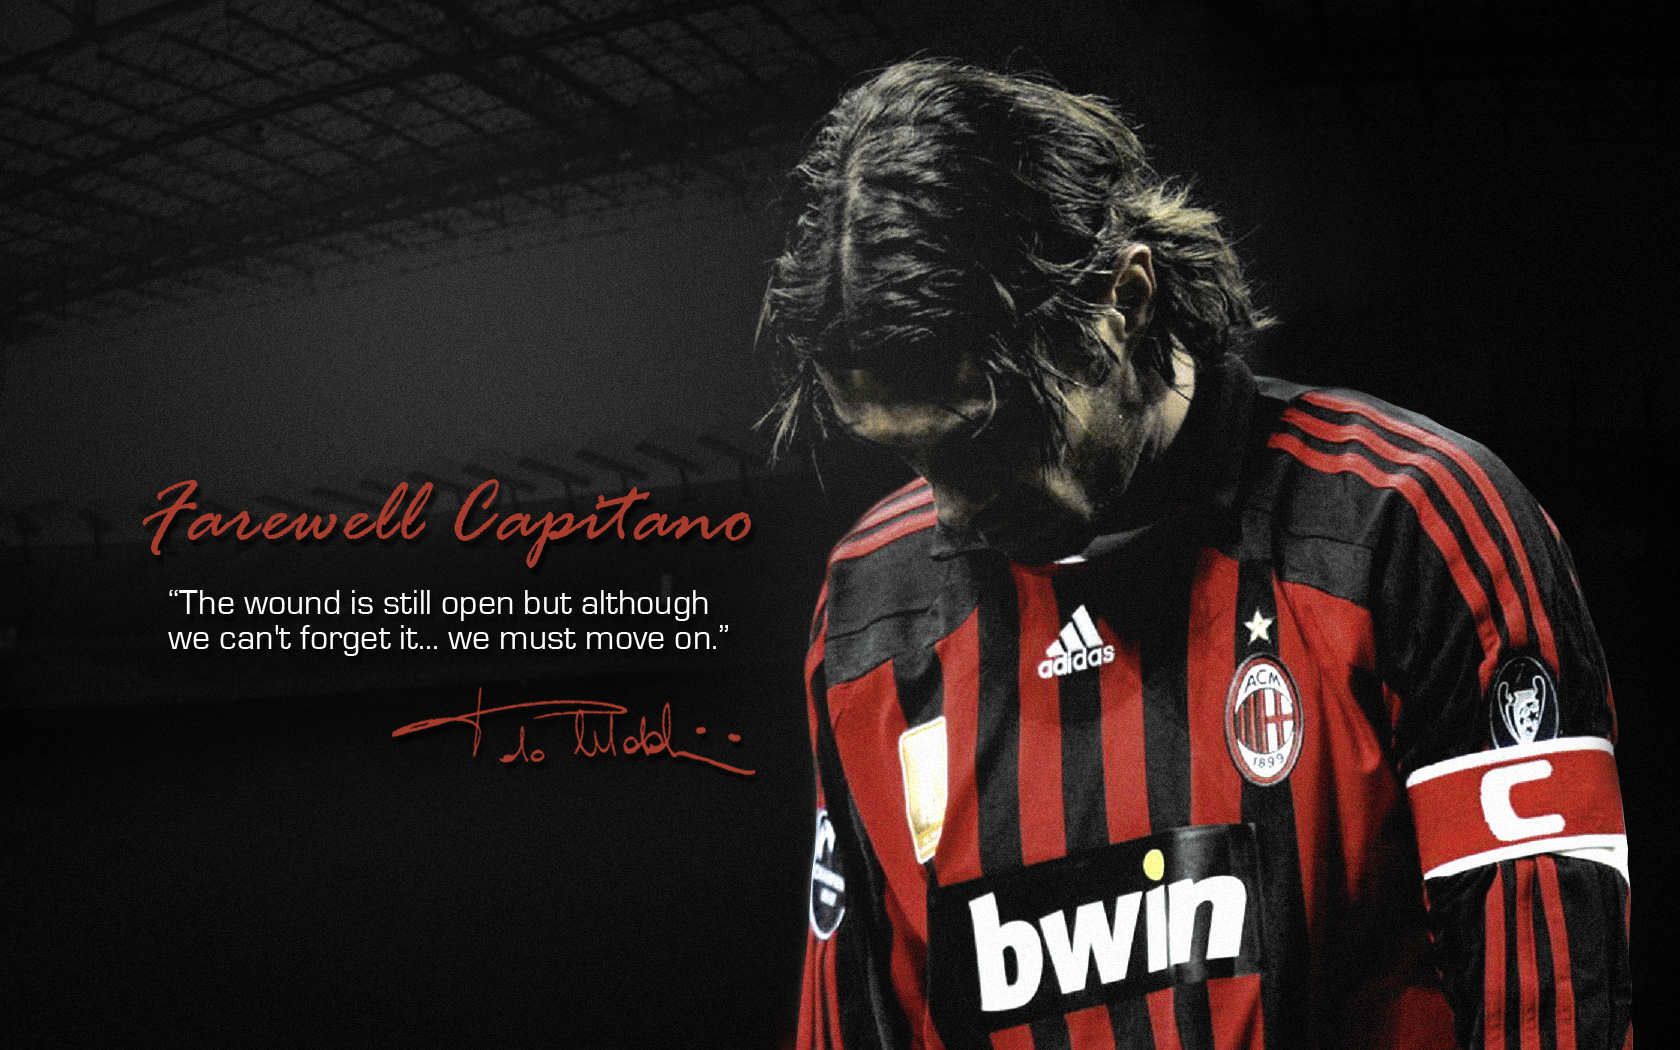 Farewell Capitano
“The wound is still open but although
we can't forget it... we must move on.”
adidas
ACM
1899
C
bwin